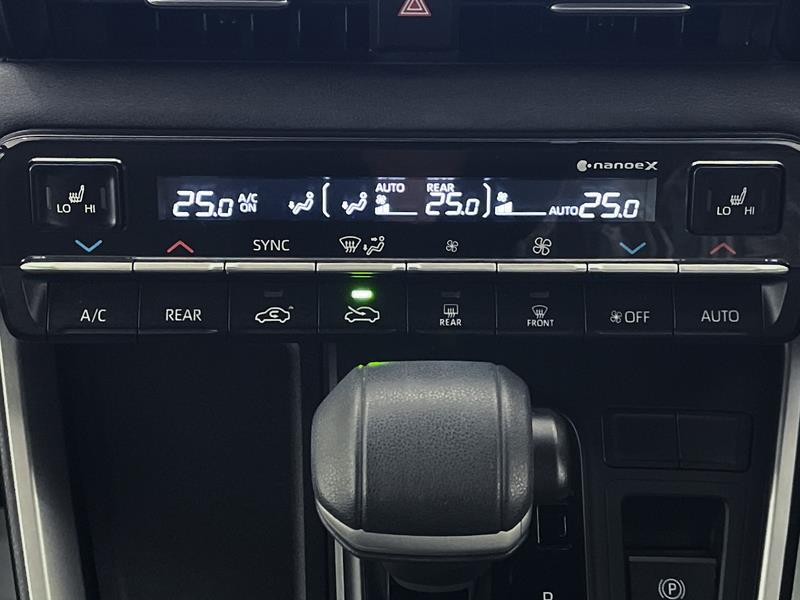 nanoeX
LO HI
25.0 A/C ON AUTO REAR 25.0 AUTO 25.0
LO HI
SYNC
A/C REAR REAR FRONT OFF AUTO
P
P